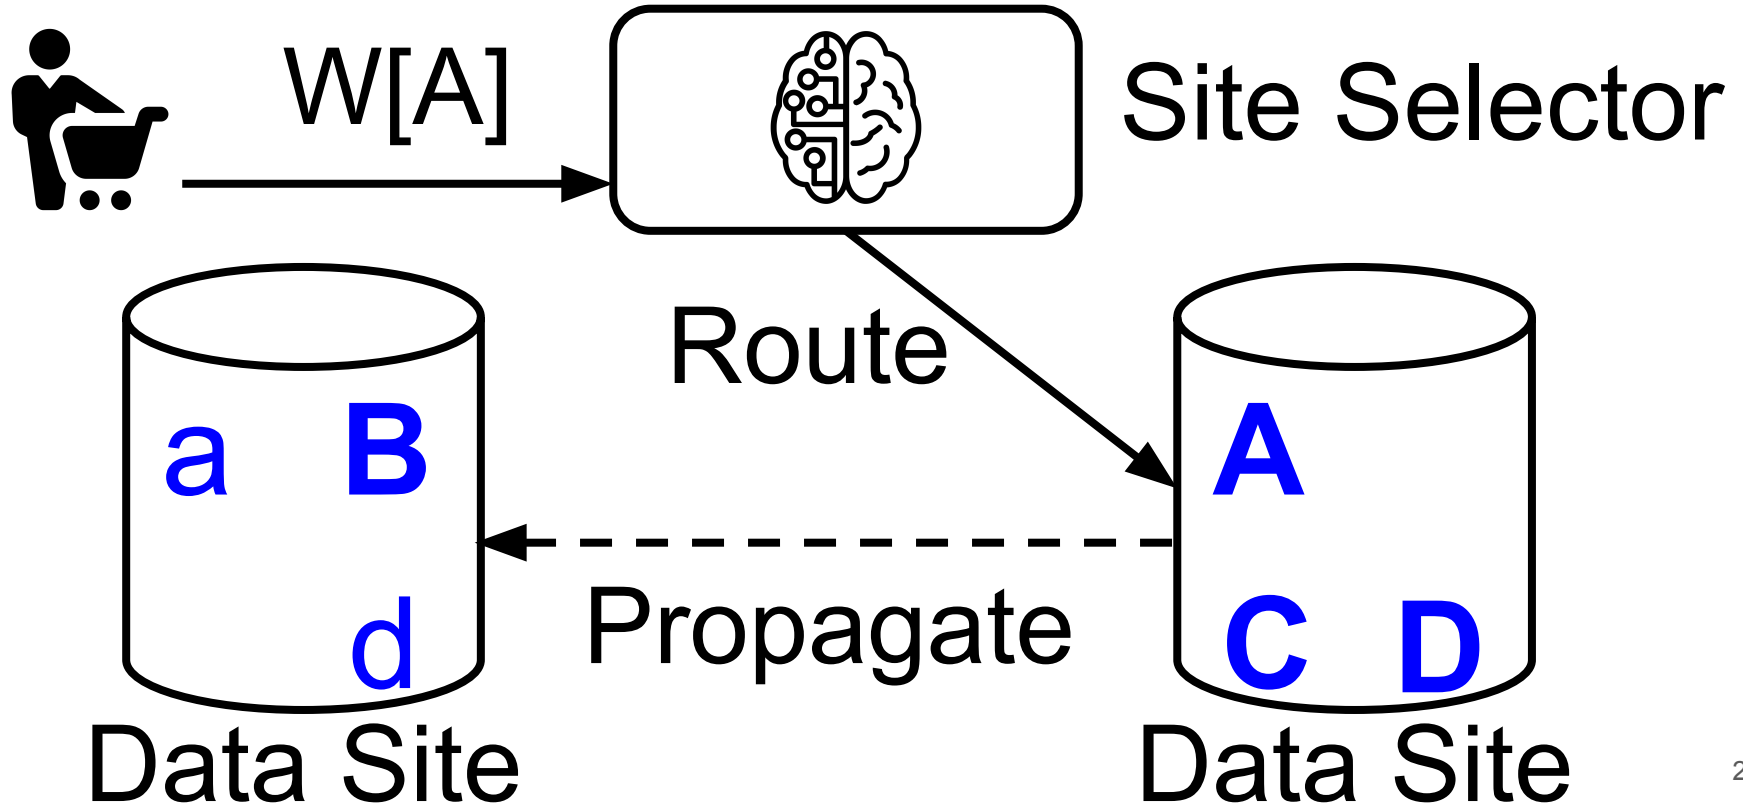 W[A]
Site Selector
Route
a B
A
d
C D
Propagate
Data Site
Data Site